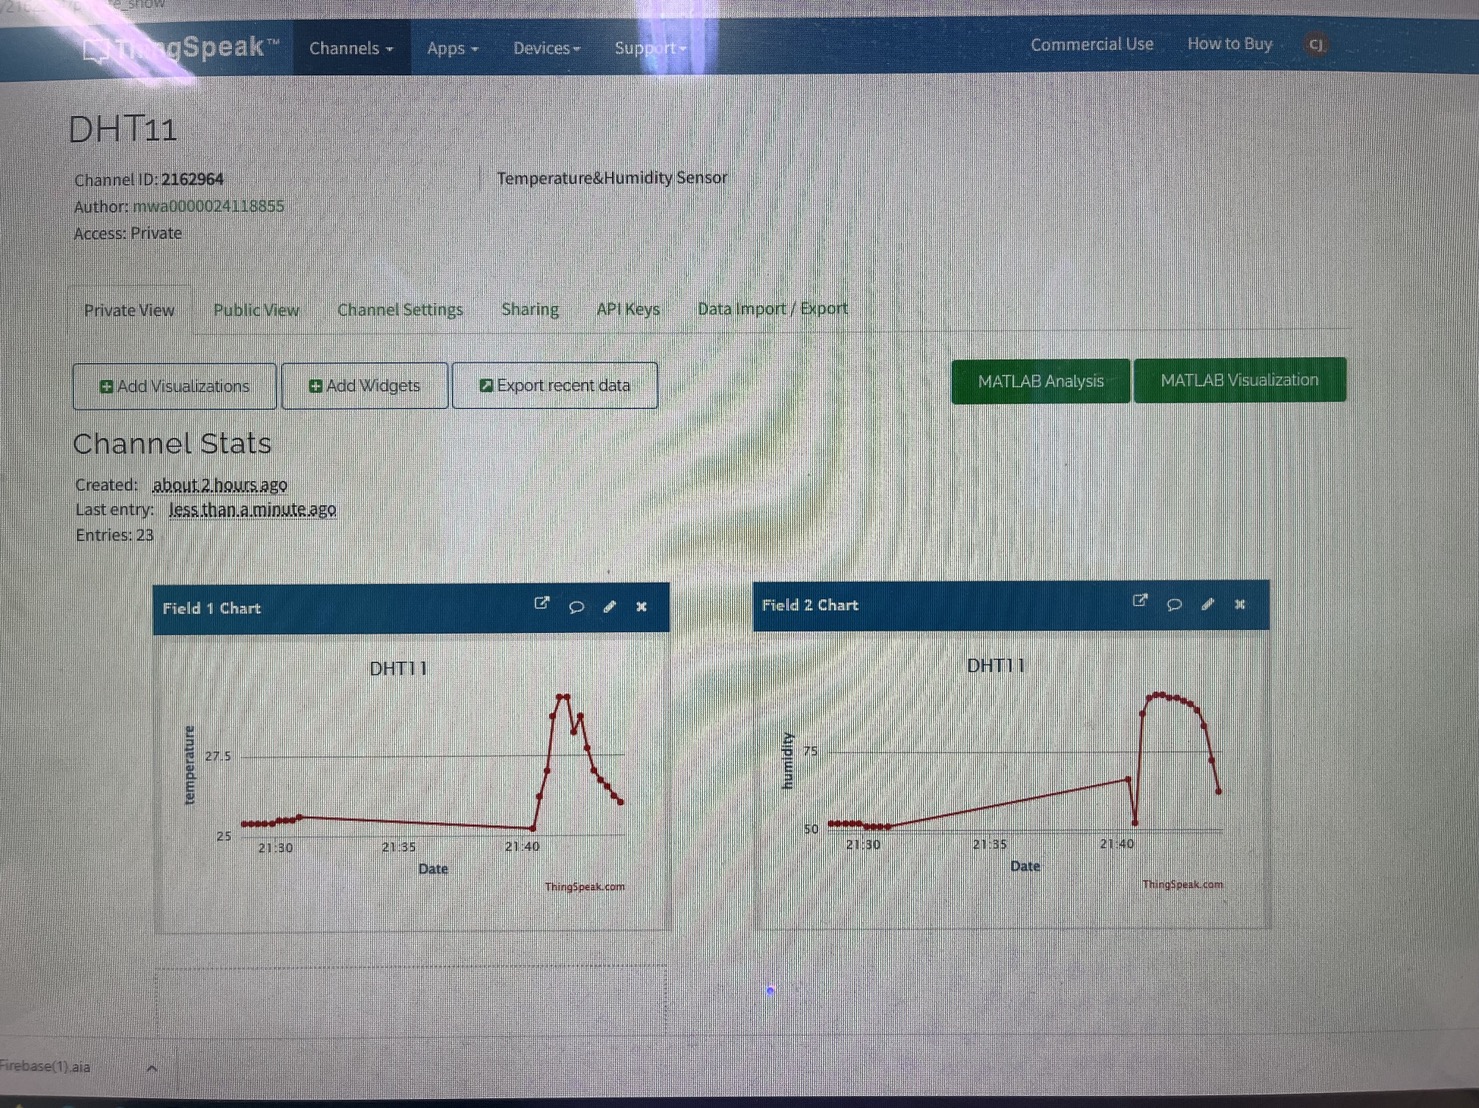 ThingSpeak™ Channels Apps Devices Support Commercial Use How to Buy CJ
DHT11
Channel ID: 2162964
Author: mwa0000024118855
Access: Private
Temperature&Humidity Sensor
Private View Public View Channel Settings Sharing API Keys Data Import / Export
Add Visualizations Add Widgets Export recent data MATLAB Analysis MATLAB Visualization
Channel Stats
Created: about 2 hours ago
Last entry: less than a minute ago
Entries: 23
Field 1 Chart
DHT11
temperature
27.5
25
21:30 21:35 21:40
Date
ThingSpeak.com
Field 2 Chart
DHT11
humidity
75
50
21:30 21:35 21:40
Date
ThingSpeak.com
Firebase(1).aia